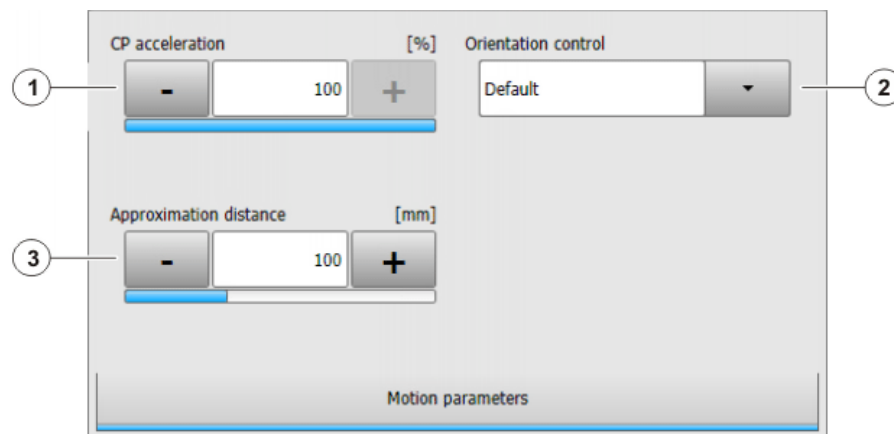 CP acceleration [%] Orientation control
1 - 100 + Default 2
Approximation distance [mm]
3 - 100 +
Motion parameters